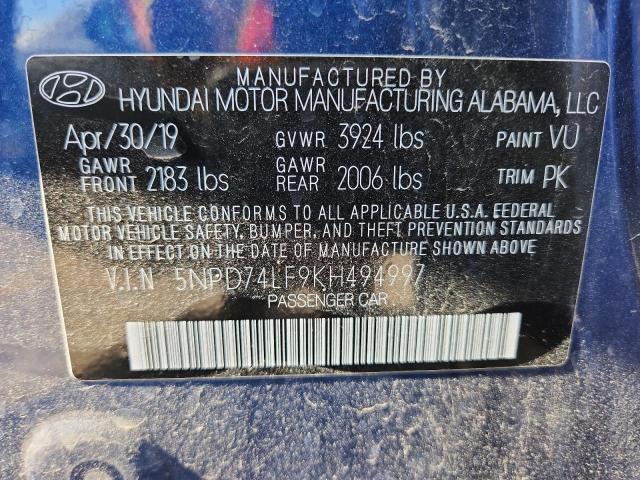 MANUFACTURED BY
HYUNDAI MOTOR MANUFACTURING ALABAMA, LLC
Apr/30/19 GVWR 3924 lbs PAINT VU
GAWR FRONT 2183 lbs GAWR REAR 2006 lbs TRIM PK
THIS VEHICLE CONFORMS TO ALL APPLICABLE U.S.A. FEDERAL
MOTOR VEHICLE SAFETY, BUMPER, AND THEFT PREVENTION
STANDARDS IN EFFECT ON THE DATE OF MANUFACTURE SHOWN ABOVE.
V.I.N 5NPD74LF9KH494997
PASSENGER CAR